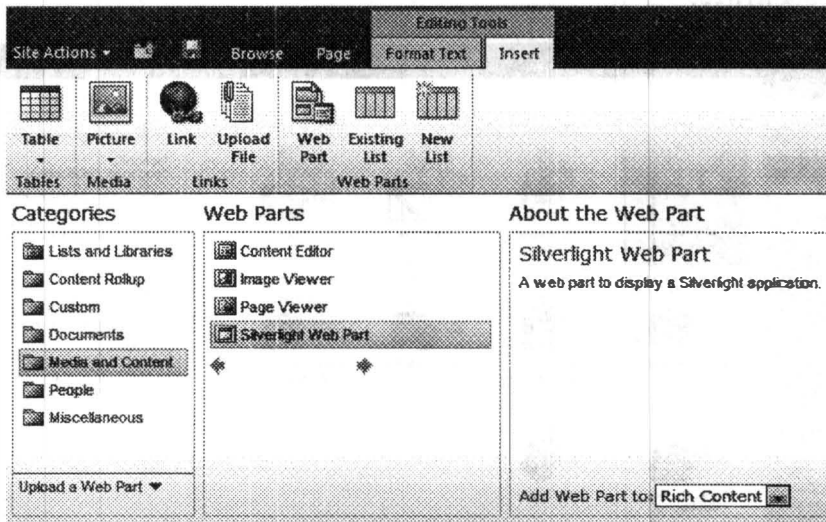 Editing Tools
Site Actions Browse Page Format Text Insert
Table Picture Link Upload File Web Part Existing List New List
Tables Media Links Web Parts
Categories
Lists and Libraries
Content Rollup
Custom
Documents
Media and Content
People
Miscellaneous
Upload a Web Part
Web Parts
Content Editor
Image Viewer
Page Viewer
Silverlight Web Part
About the Web Part
Silverlight Web Part
A web part to display a Silverlight application.
Add Web Part to: Rich Content